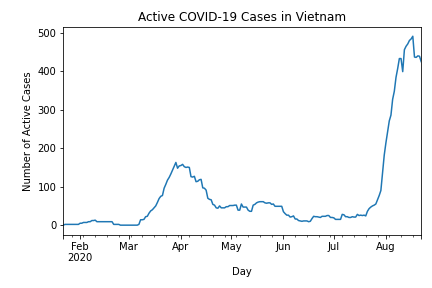 Active COVID-19 Cases in Vietnam
500
400
300
200
100
0
Number of Active Cases
Feb Mar Apr May Jun Jul Aug
2020
Day